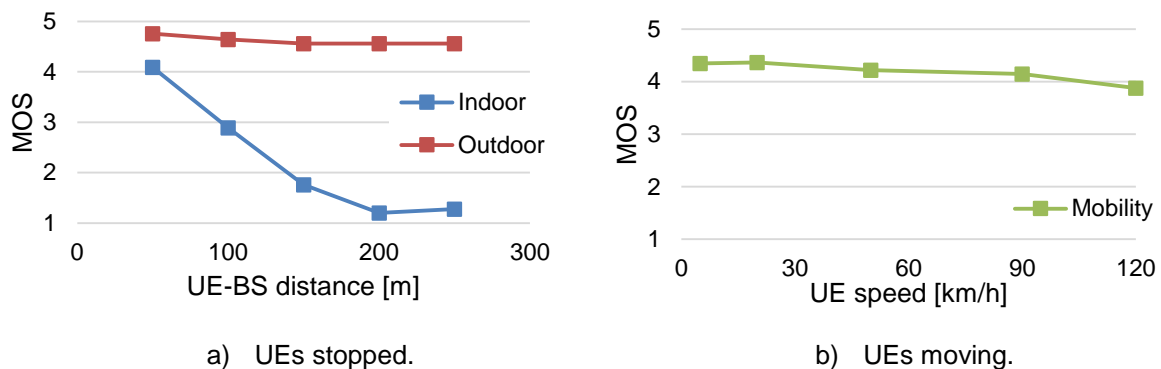 5
4
3
2
1
MOS
0
100
200
300
UE-BS distance [m]
Indoor
Outdoor
a) UEs stopped.
5
4
3
2
1
MOS
0
30
60
90
120
UE speed [km/h]
Mobility
b) UEs moving.